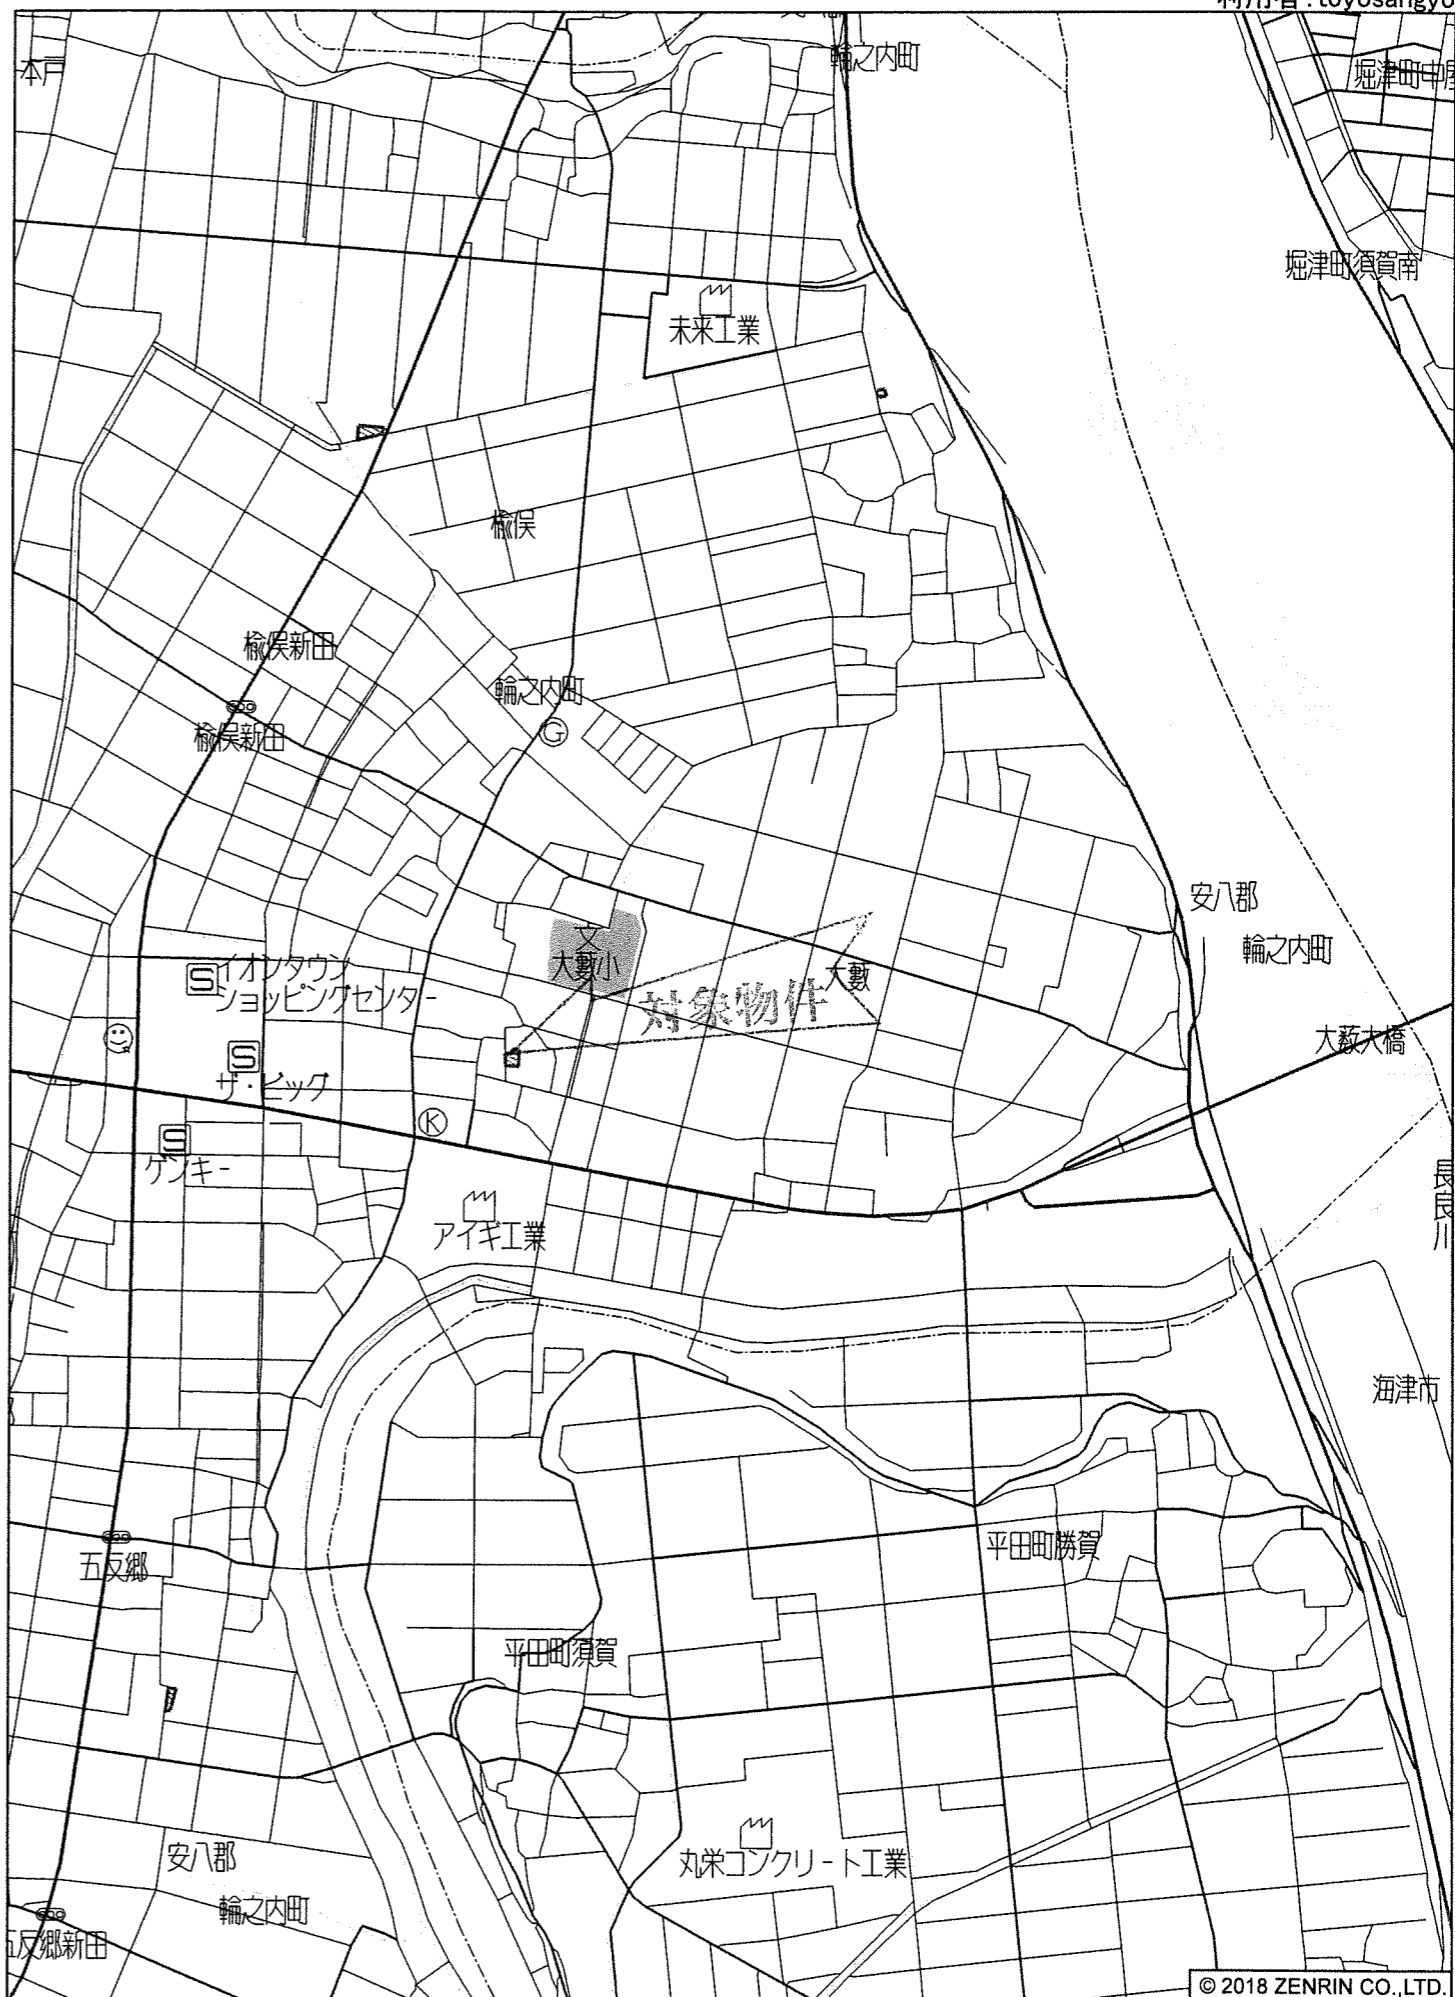 利用者：toyosangyo
本戸
輪之内町
堀津町中
堀津町須賀南
未来工業
楡俣
楡俣新田
輪之内町
G
楡俣新田
安八郡
輪之内町
文
大藪小
大藪
対象物件
S
イオンタウン
ショッピングセンター
S
ザ・ビッグ
大薮大橋
K
S
ゲンキー
長良川
アイギ工業
海津市
五反郷
平田町勝賀
平田町須賀
丸栄コンクリート工業
安八郡
輪之内町
五反郷新田
© 2018 ZENRIN CO.,LTD.